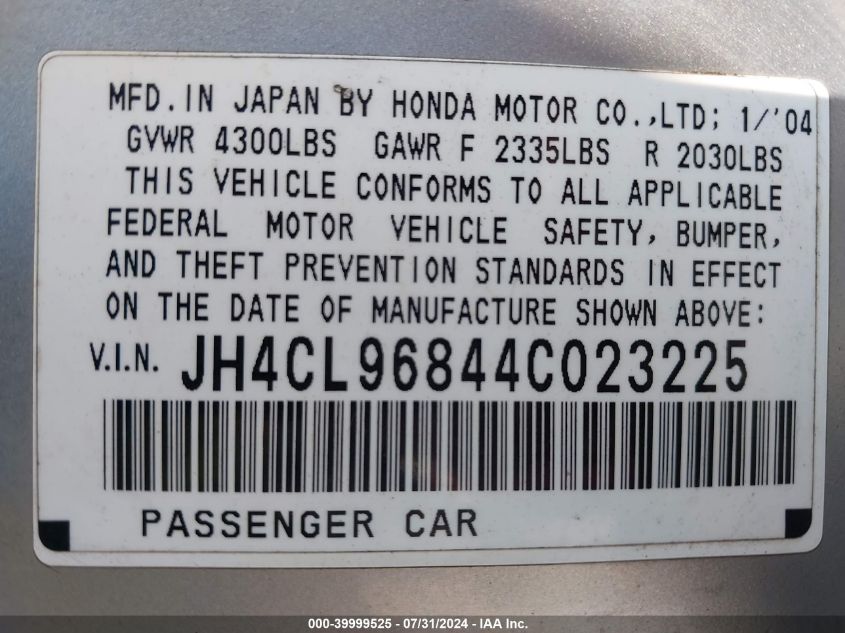 MFD. IN JAPAN BY HONDA MOTOR CO.,LTD; 1/'04
GVWR 4300LBS GAWR F 2335LBS R 2030LBS
THIS VEHICLE CONFORMS TO ALL APPLICABLE
FEDERAL MOTOR VEHICLE SAFETY, BUMPER,
AND THEFT PREVENTION STANDARDS IN EFFECT
ON THE DATE OF MANUFACTURE SHOWN ABOVE:
V.I.N. JH4CL96844C023225
PASSENGER CAR
000-39999525 - 07/31/2024 - IAA Inc.